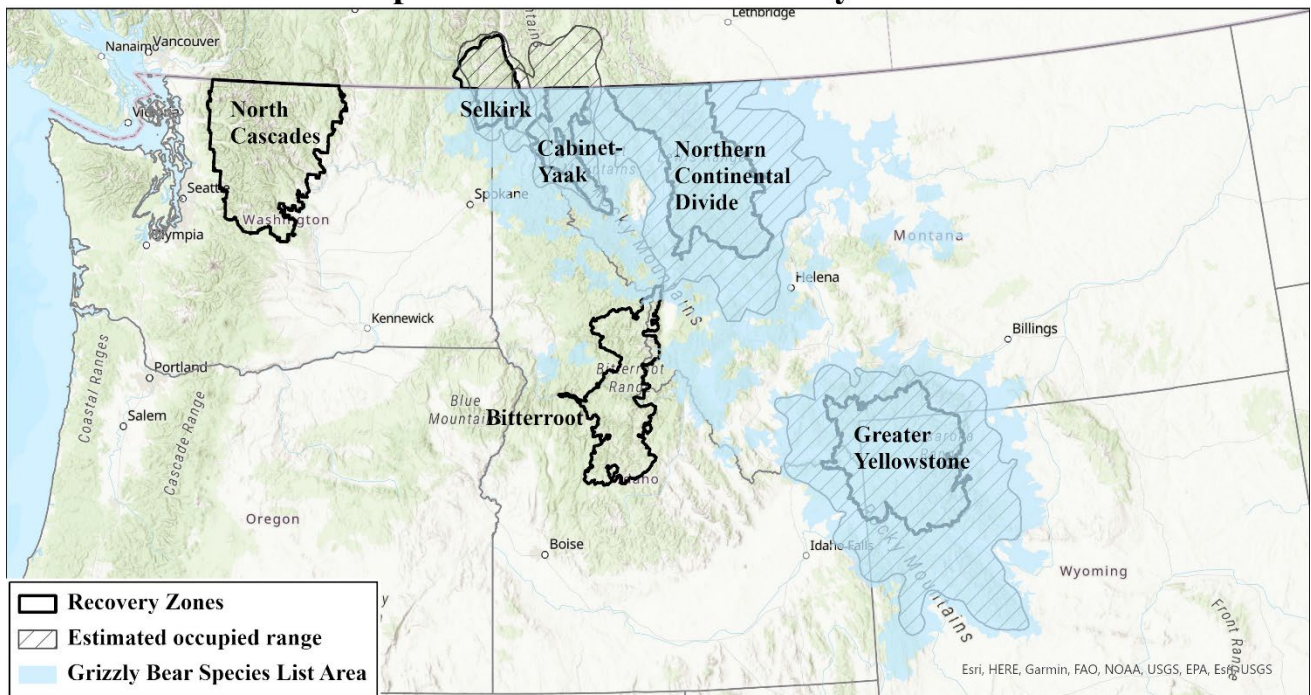 Lethbridge
Nanaimo
Vancouver
Victoria
North
Cascades
Selkirk
Cabinet-
Yaak
Northern
Continental
Divide
Seattle
Spokane
Washington
Olympia
Montana
Helena
Rocky Mountains
Kennewick
Billings
Portland
Coastal Ranges
Cascade Range
Salem
Blue
Bitterroot
Range
Bitterroot
Greater
Yellowstone
Idaho
Oregon
Boise
Idaho Falls
Rocky Mountains
Wyoming
Front Range
Recovery Zones
Estimated occupied range
Grizzly Bear Species List Area
Esri, HERE, Garmin, FAO, NOAA, USGS, EPA, Esri, USGS